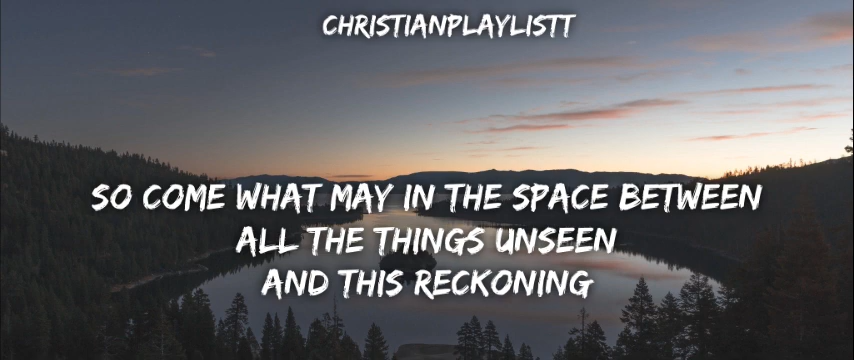 CHRISTIANPLAYLISTT
SO COME WHAT MAY IN THE SPACE BETWEEN
ALL THE THINGS UNSEEN
AND THIS RECKONING